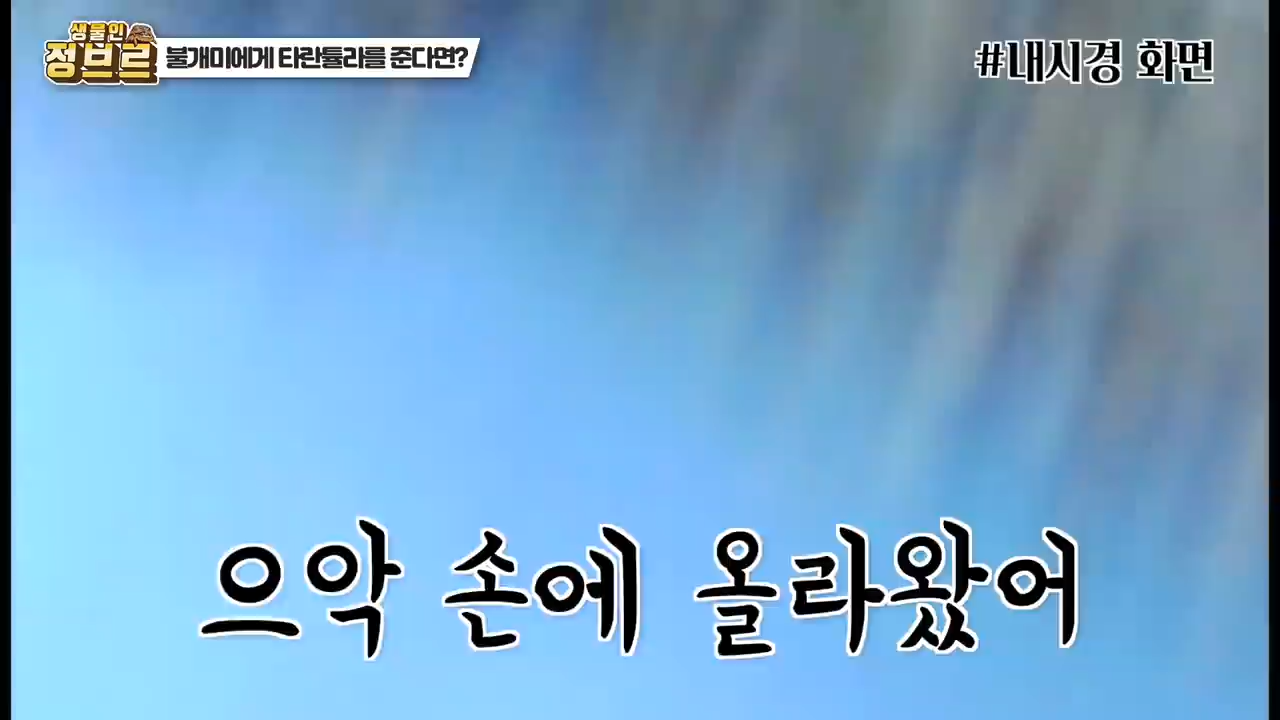 생물인
정브르
불개미에게 타란튤라를 준다면?
#내시경 화면
으악 손에 올라왔어